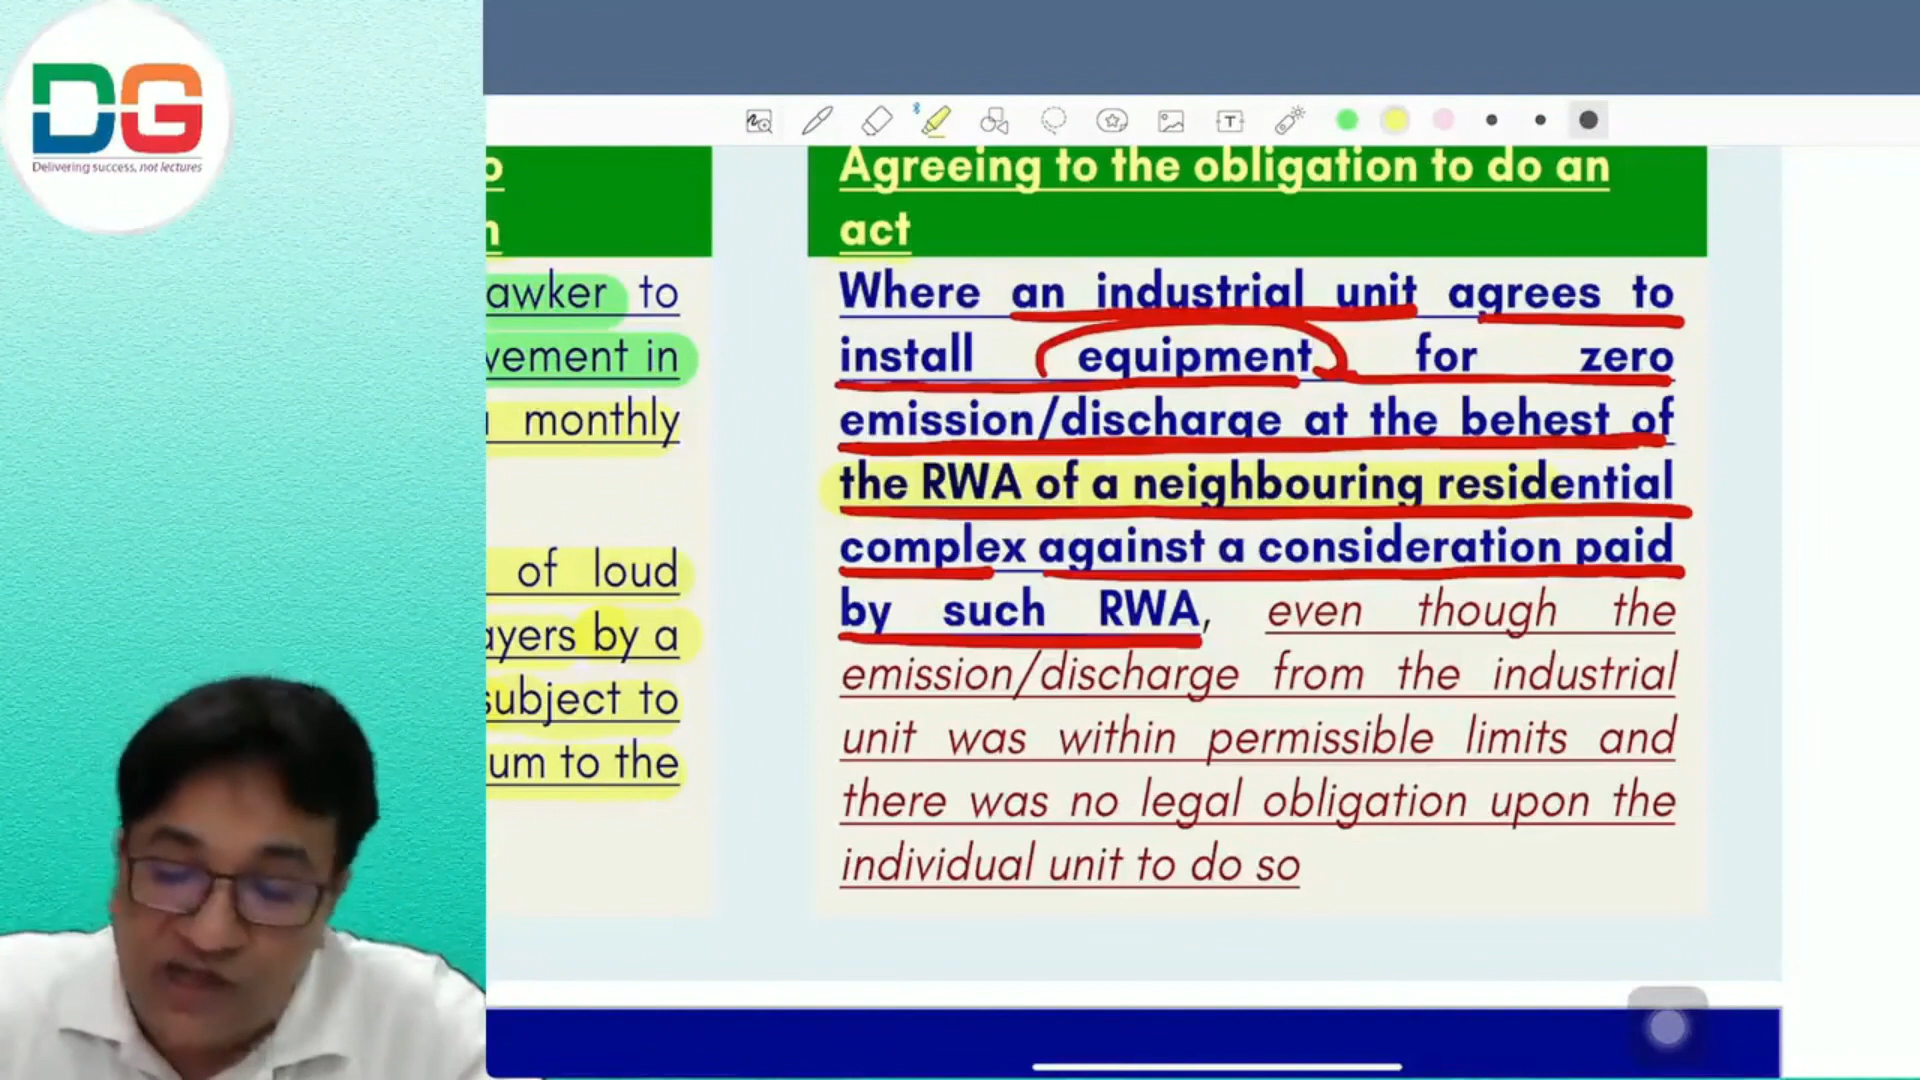 DG
Delivering success, not lectures
awker to
vement in
monthly
of loud
ayers by a
subject to
um to the
Agreeing to the obligation to do an
act
Where an industrial unit agrees to
install equipment for zero
emission/discharge at the behest of
the RWA of a neighbouring residential
complex against a consideration paid
by such RWA, even though the
emission/discharge from the industrial
unit was within permissible limits and
there was no legal obligation upon the
individual unit to do so